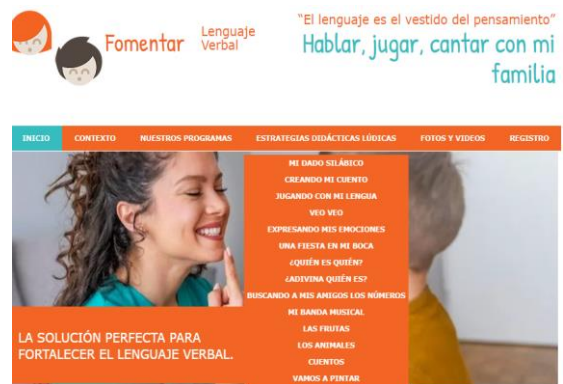 Fomentar Lenguaje
Verbal
"El lenguaje es el vestido del pensamiento"
Hablar, jugar, cantar con mi
familia
INICIO CONTEXTO NUESTROS PROGRAMAS ESTRATEGIAS DIDÁCTICAS LÚDICAS FOTOS Y VIDEOS REGISTRO
MI DADO SILÁBICO
CREANDO MI CUENTO
JUGANDO CON MI LENGUA
VEO VEO
EXPRESANDO MIS EMOCIONES
UNA FIESTA EN MI BOCA
¿QUIÉN ES QUIÉN?
¿ADIVINA QUIÉN ES?
BUSCANDO A MIS AMIGOS LOS NÚMEROS
MI BANDA MUSICAL
LAS FRUTAS
LOS ANIMALES
CUENTOS
VAMOS A PINTAR
LA SOLUCIÓN PERFECTA PARA
FORTALECER EL LENGUAJE VERBAL.